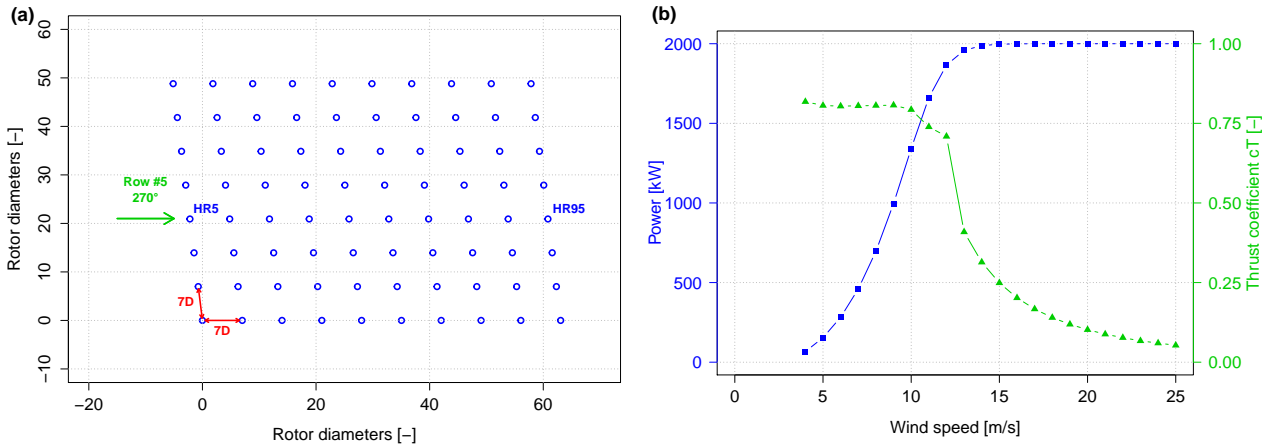 (a)
Rotor diameters [−]
60
50
40
30
20
10
0
−10
Row #5
270°
HR5
HR95
7D
7D
−20
0
20
40
60
Rotor diameters [−]
(b)
Power [kW]
2000
1500
1000
500
0
1.00
0.75
0.50
0.25
0.00
Thrust coefficient cT [−]
0
5
10
15
20
25
Wind speed [m/s]